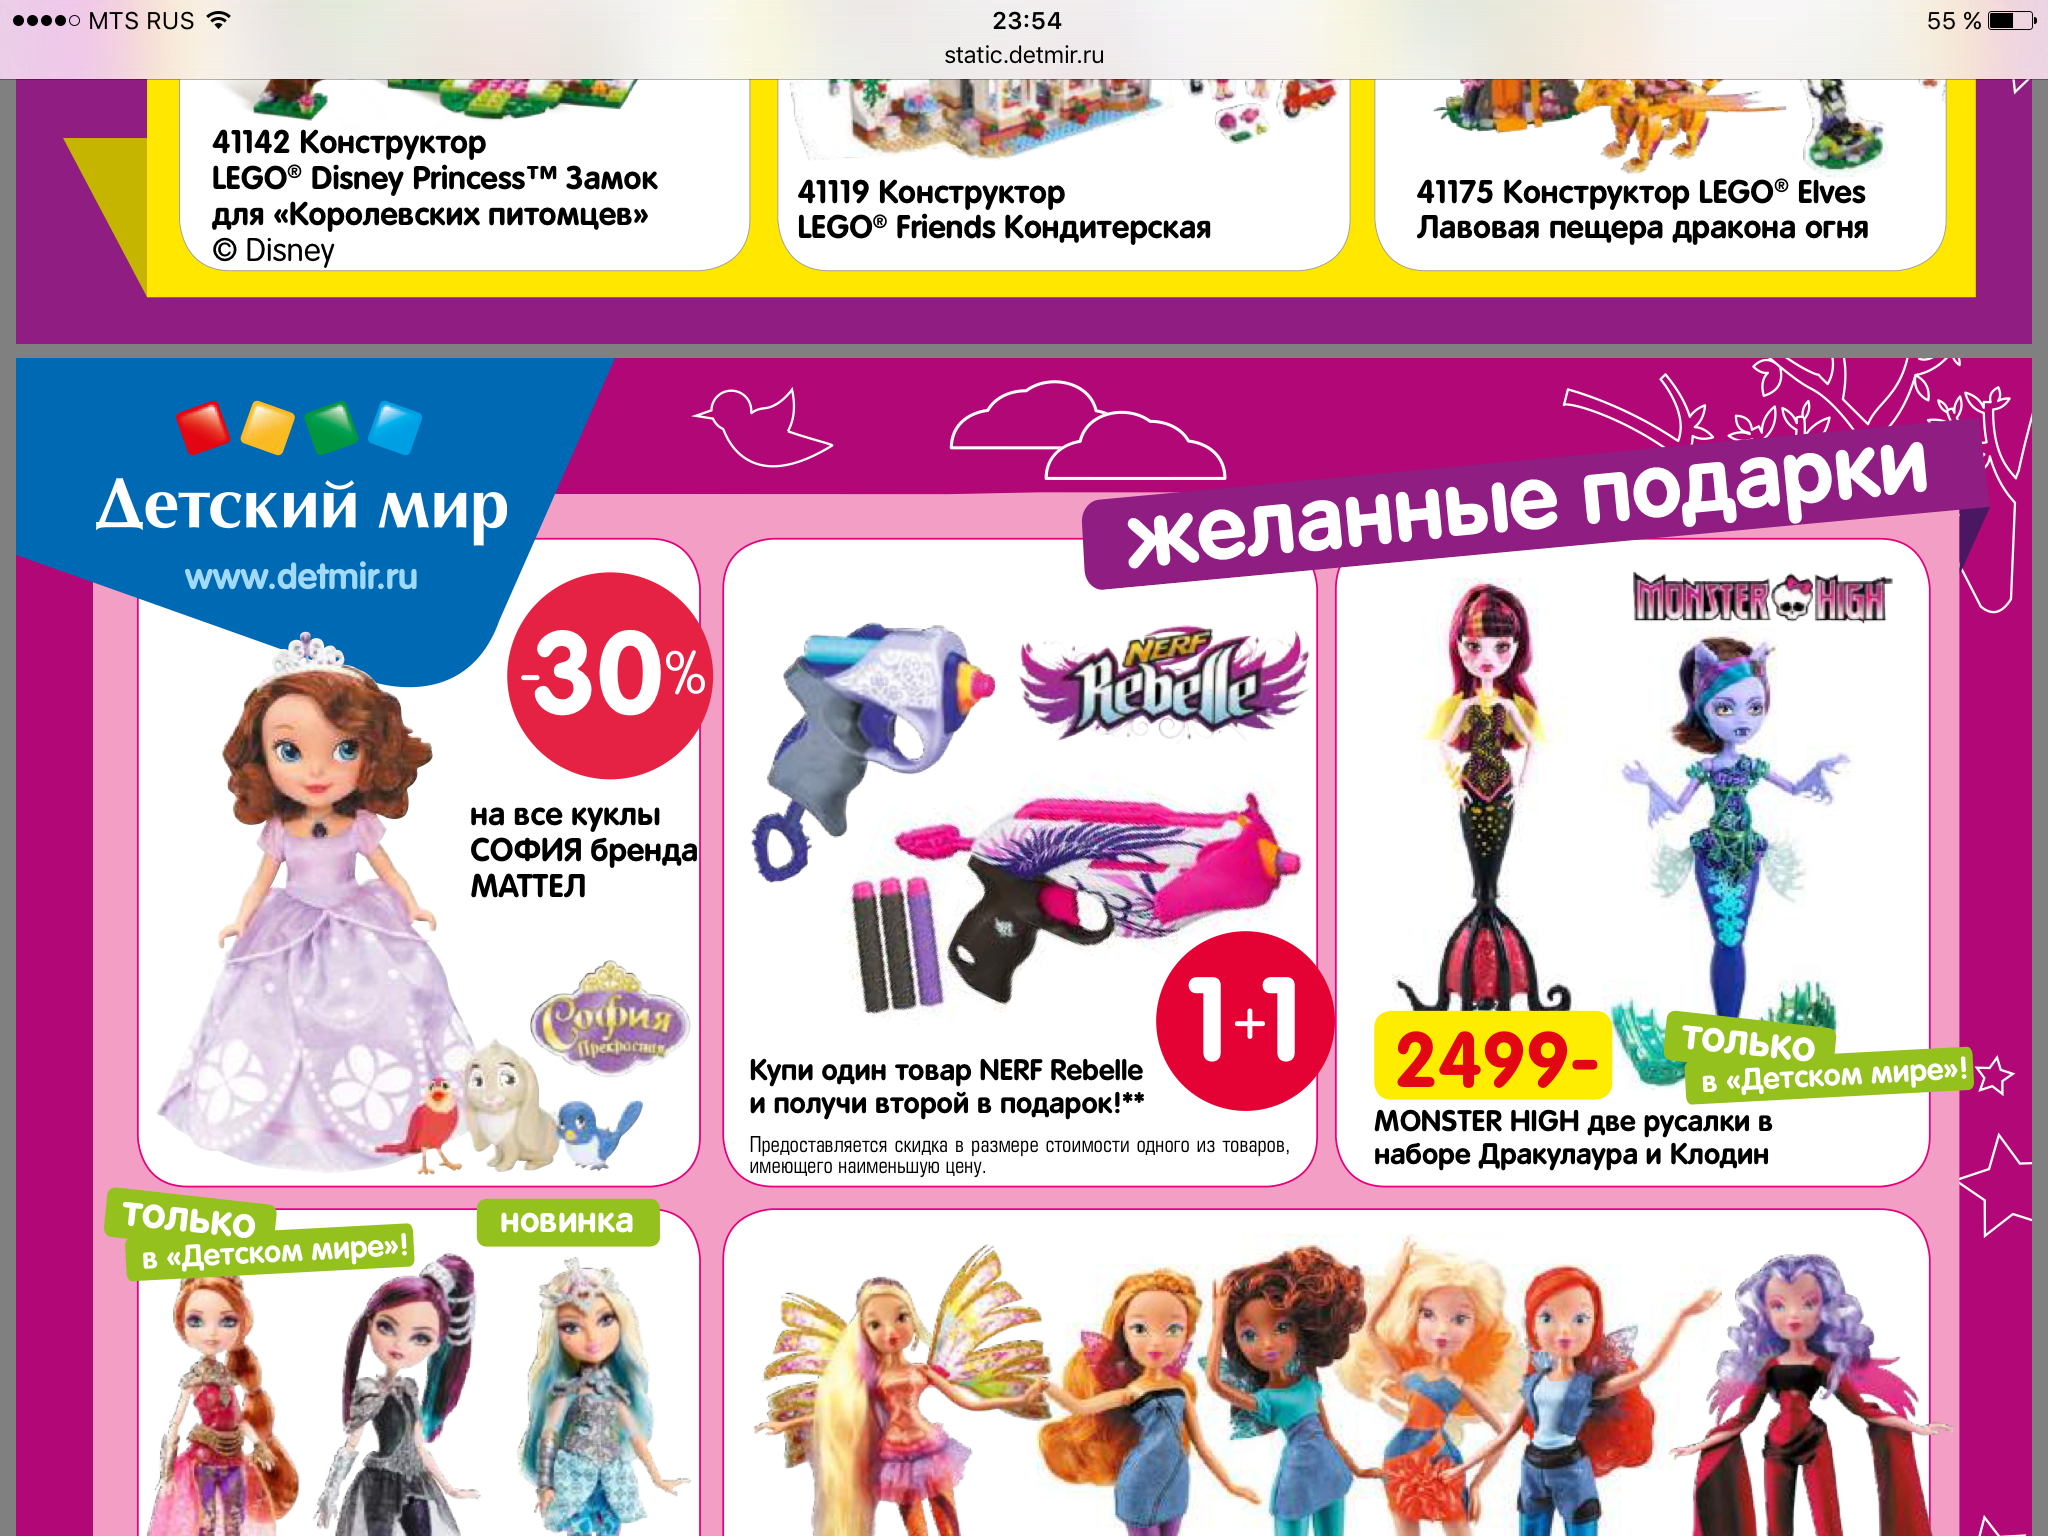 MTS RUS
23:54
55 %
static.detmir.ru
41142 Конструктор
LEGO® Disney Princess™ Замок
для «Королевских питомцев»
© Disney
41119 Конструктор
LEGO® Friends Кондитерская
41175 Конструктор LEGO® Elves
Лавовая пещера дракона огня
Детский мир
www.detmir.ru
желанные подарки
-30%
на все куклы
СОФИЯ бренда
МАТТЕЛ
София
Прекрасная
NERF
Rebelle
1+1
Купи один товар NERF Rebelle
и получи второй в подарок!**
Предоставляется скидка в размере стоимости одного из товаров,
имеющего наименьшую цену.
MONSTER HIGH
2499-
только
в «Детском мире»!
MONSTER HIGH две русалки в
наборе Дракулаура и Клодин
только
в «Детском мире»!
новинка